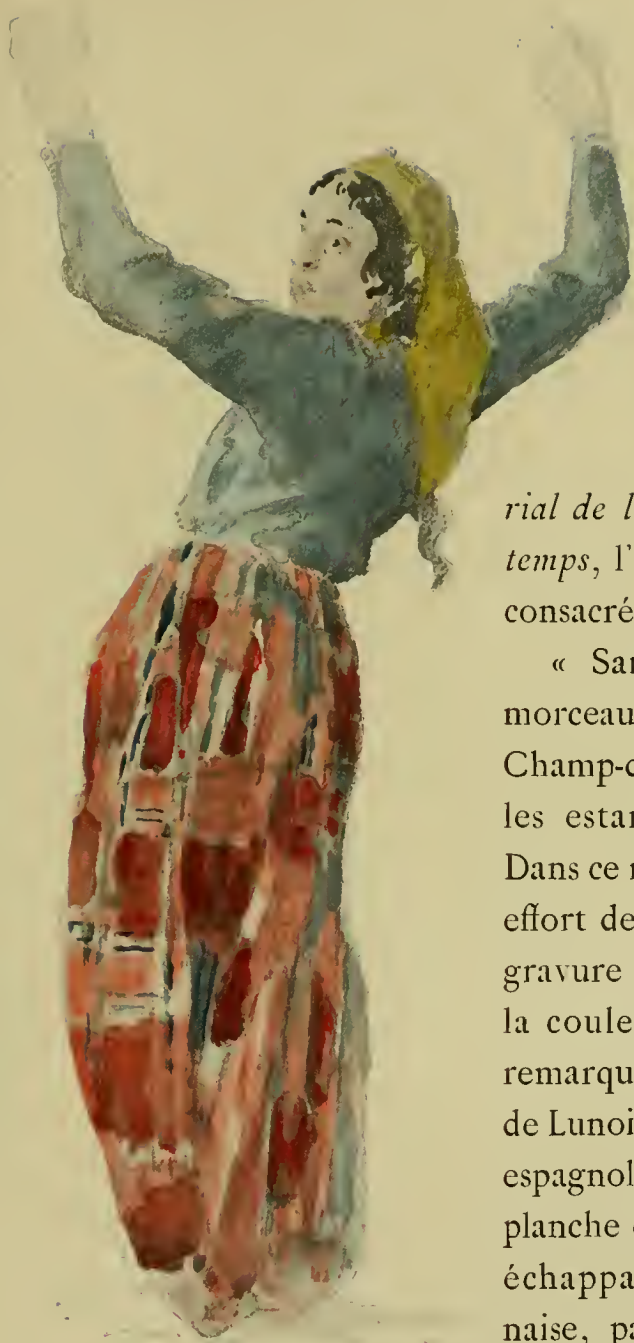 rial de l
temps, l'
consacré
« Sar
morceau
Champ-c
les estar
Dans ce r
effort de
gravure
la coule
remarqu
de Lunoi
espagnol
planche
échappa
naise, pa